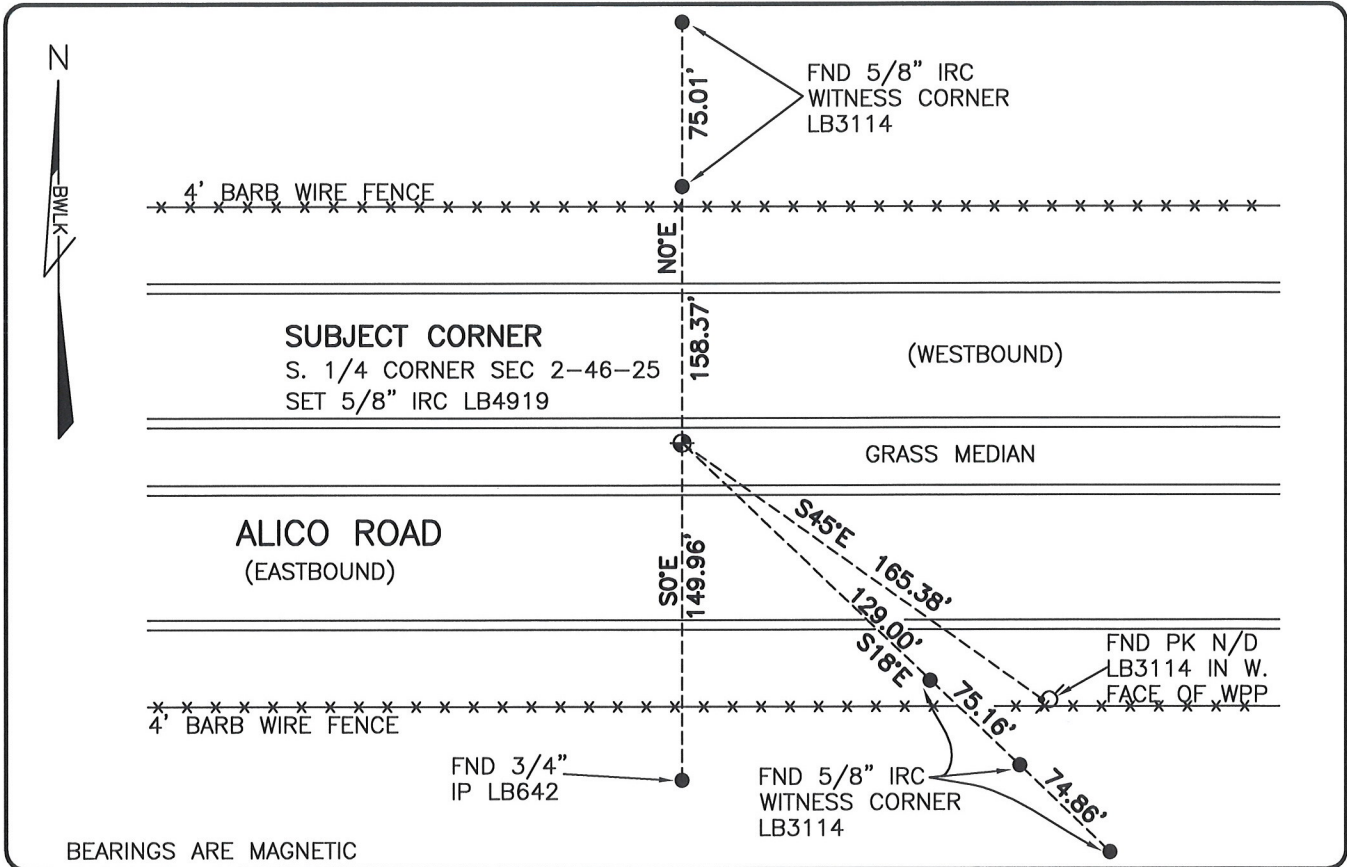 N
BWLK
75.01'
FND 5/8" IRC
WITNESS CORNER
LB3114
4' BARB WIRE FENCE
N0°E
158.37'
SUBJECT CORNER
S. 1/4 CORNER SEC 2-46-25
SET 5/8" IRC LB4919
(WESTBOUND)
GRASS MEDIAN
ALICO ROAD
(EASTBOUND)
S0°E
149.96'
S45°E 165.38'
129.00'
S18°E
75.16'
74.86'
FND PK N/D
LB3114 IN W.
FACE OF WPP
4' BARB WIRE FENCE
FND 3/4"
IP LB642
FND 5/8" IRC
WITNESS CORNER
LB3114
BEARINGS ARE MAGNETIC